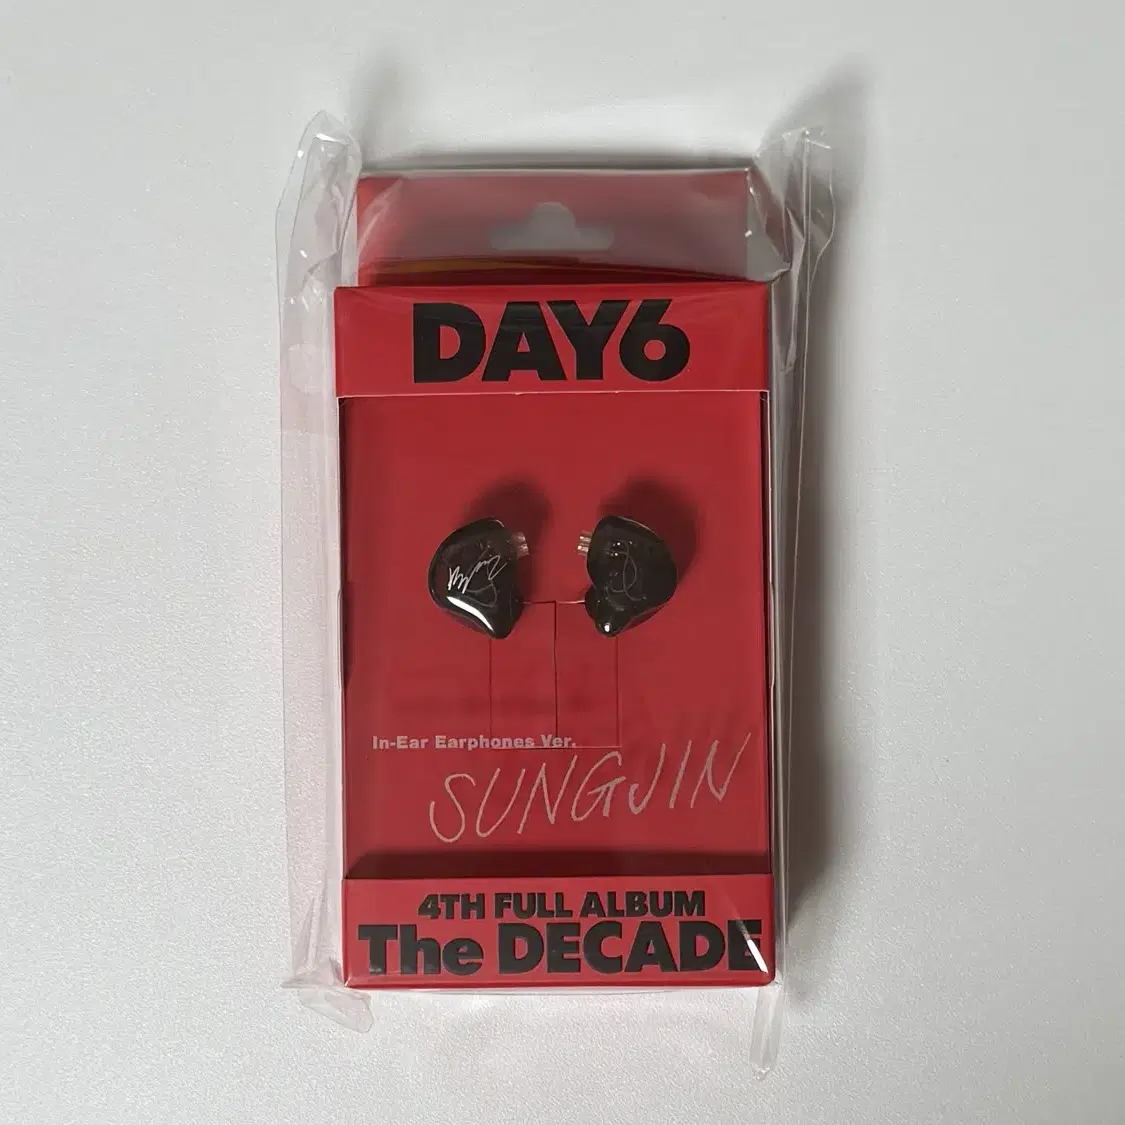 DAY6
In-Ear Earphones Ver.
SUNGJIN
4TH FULL ALBUM
The DECADE